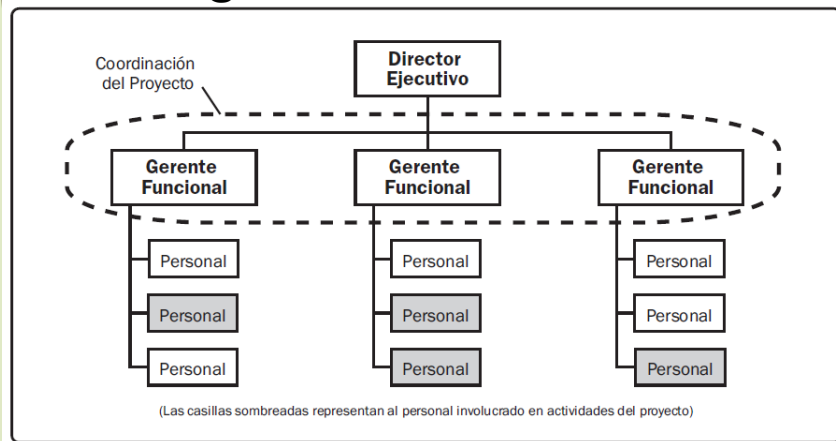 Coordinación
del Proyecto
Director
Ejecutivo
Gerente
Funcional
Gerente
Funcional
Gerente
Funcional
Personal
Personal
Personal
Personal
Personal
Personal
Personal
Personal
Personal
(Las casillas sombreadas representan al personal involucrado en actividades del proyecto)